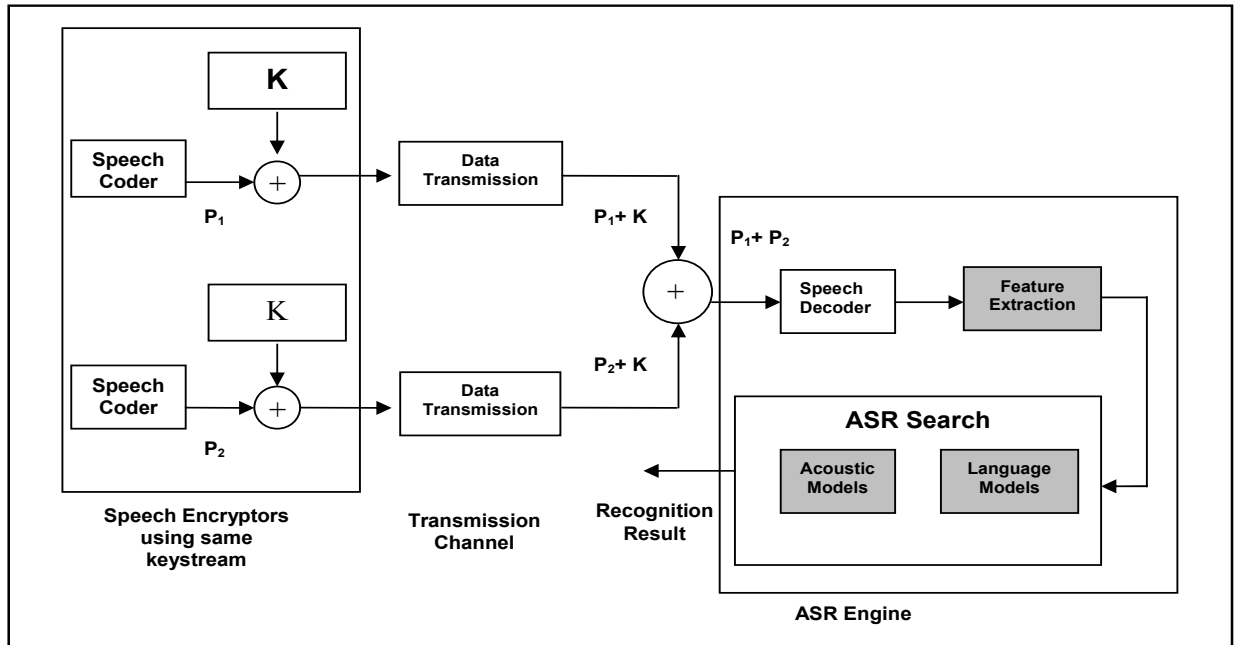 K
Speech
Coder
+
P₁
Data
Transmission
P₁+ K
K
Speech
Coder
+
P₂
Data
Transmission
P₂+ K
+
P₁+ P₂
Speech
Decoder
Feature
Extraction
ASR Search
Acoustic
Models
Language
Models
Recognition
Result
Speech Encryptors
using same
keystream
Transmission
Channel
ASR Engine